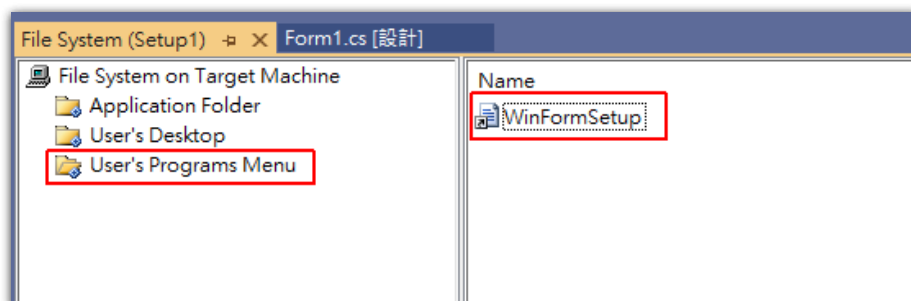 File System (Setup1)
Form1.cs [設計]
File System on Target Machine
Application Folder
User's Desktop
User's Programs Menu
Name
WinFormSetup